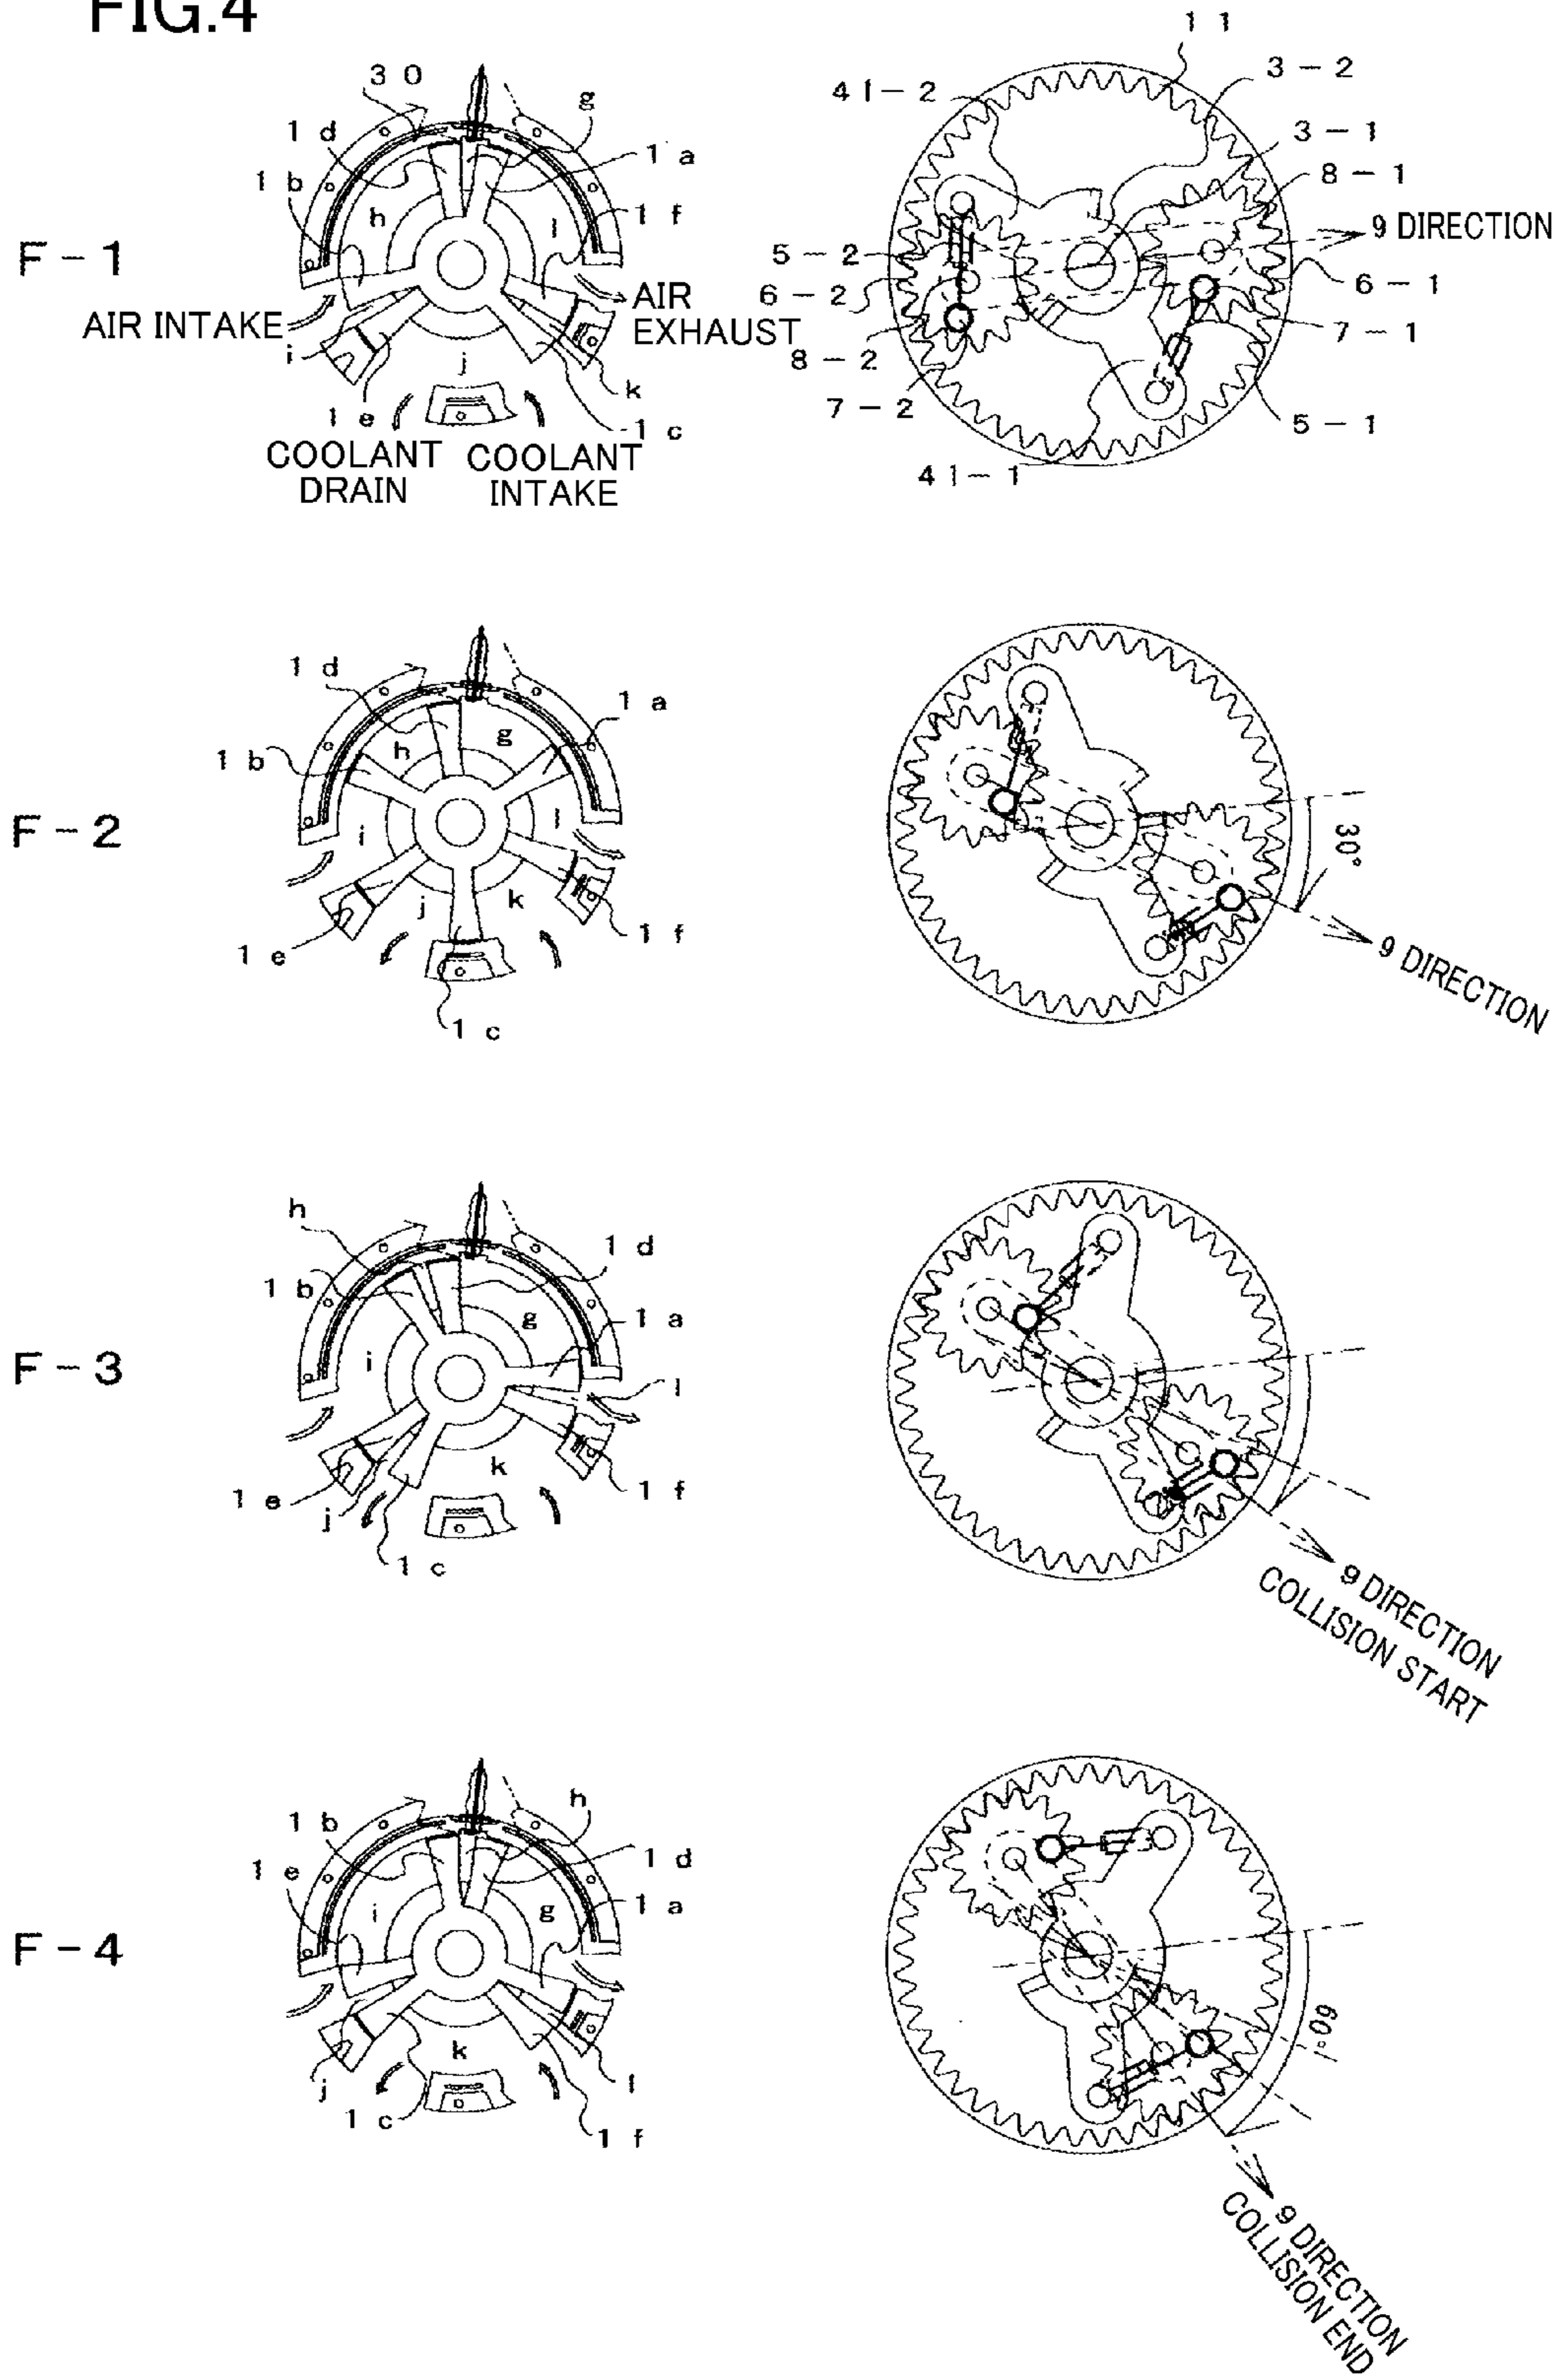 FIG.4
F-1
30
1d
1b
h
g
1a
1f
l
AIR INTAKE
AIR
EXHAUST
i
1e
j
k
1c
COOLANT
DRAIN
COOLANT
INTAKE
11
41-2
3-2
3-1
8-1
9 DIRECTION
5-2
6-2
8-2
7-2
6-1
7-1
5-1
41-1
F-2
1d
1a
1b
h
g
i
l
j
k
1e
1f
1c
30°
9 DIRECTION
F-3
h
1b
1d
g
1a
i
l
k
1e
j
1f
1c
9 DIRECTION
COLLISION START
F-4
1b
h
1e
1d
i
g
1a
j
k
l
1c
1f
60°
9 DIRECTION
COLLISION END